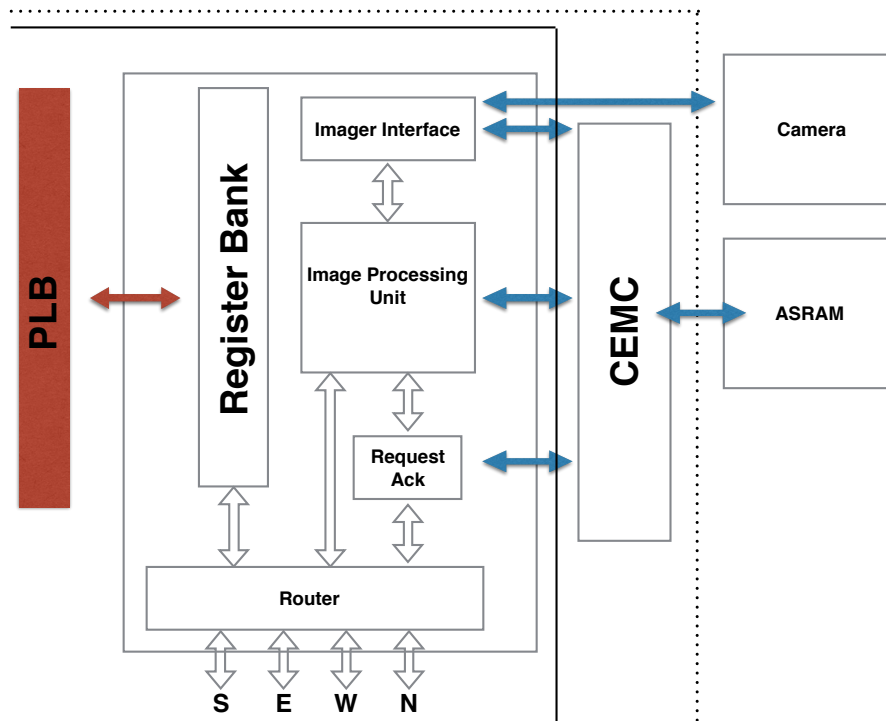 PLB
Register Bank
Imager Interface
Image Processing
Unit
Request
Ack
Router
S E W N
CEMC
Camera
ASRAM